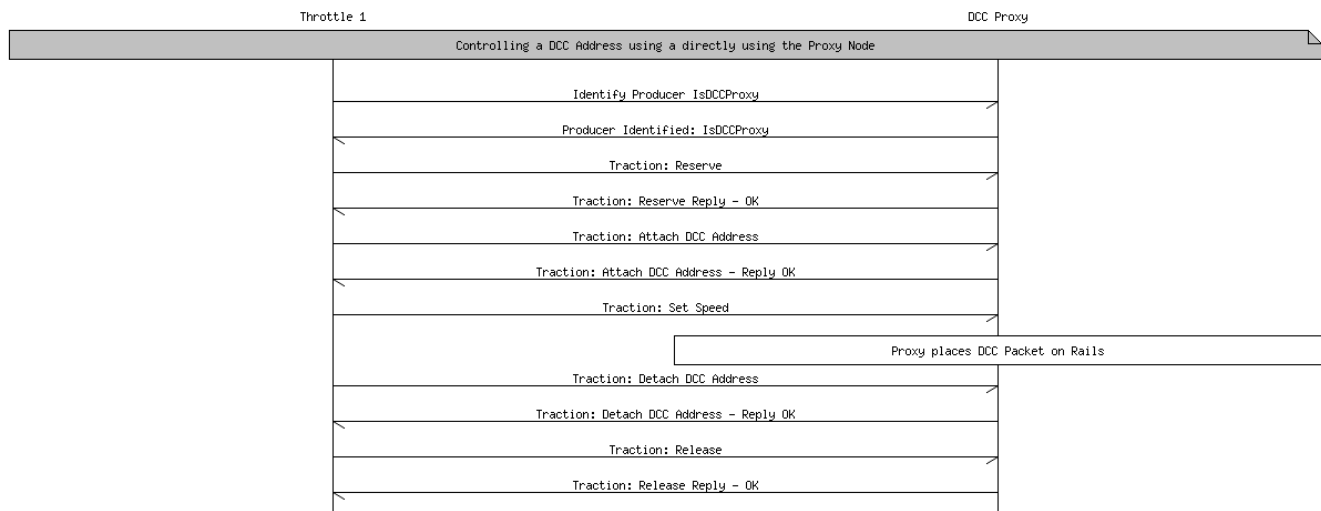 Throttle 1 DCC Proxy
Controlling a DCC Address using a directly using the Proxy Node
Identify Producer IsDCCProxy
Producer Identified: IsDCCProxy
Traction: Reserve
Traction: Reserve Reply - OK
Traction: Attach DCC Address
Traction: Attach DCC Address - Reply OK
Traction: Set Speed
Proxy places DCC Packet on Rails
Traction: Detach DCC Address
Traction: Detach DCC Address - Reply OK
Traction: Release
Traction: Release Reply - OK